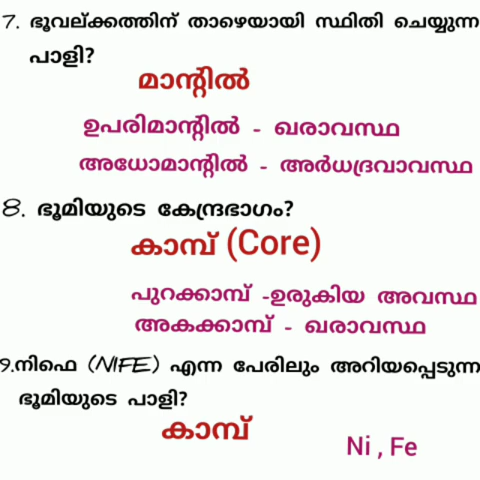 7. ഭൂവല്ക്കത്തിന് താഴെയായി സ്ഥിതി ചെയ്യുന്ന
പാളി?
മാന്റിൽ
ഉപരിമാന്റിൽ - ഖരാവസ്ഥ
അധോമാന്റിൽ - അർധദ്രവാവസ്ഥ
8. ഭൂമിയുടെ കേന്ദ്രഭാഗം?
കാമ്പ് (Core)
പുറക്കാമ്പ് -ഉരുകിയ അവസ്ഥ
അകക്കാമ്പ് - ഖരാവസ്ഥ
9.നിഫെ (NIFE) എന്ന പേരിലും അറിയപ്പെടുന്ന
ഭൂമിയുടെ പാളി?
കാമ്പ്
Ni , Fe